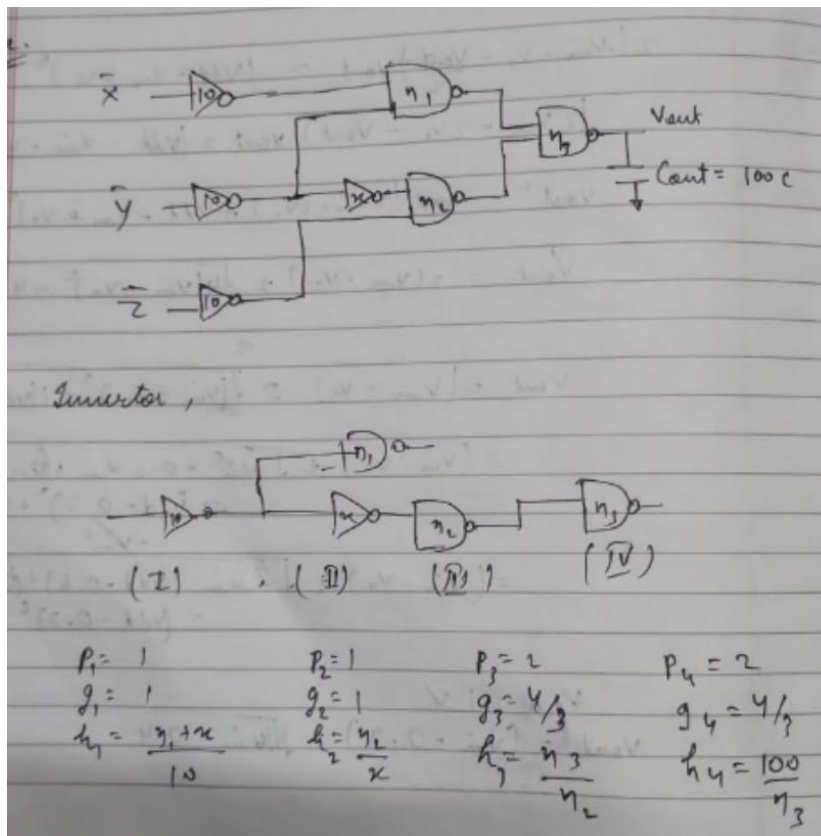 2.
x̄
10
n₁
Vout
n₃
Cout = 100 C
ȳ
10
x
n₂
z̄
10
Inverter,
n₁
10
x
n₂
n₃
(I) (II) (III) (IV)
P₁ = 1 P₂ = 1 P₃ = 2 P₄ = 2
g₁ = 1 g₂ = 1 g₃ = 4/3 g₄ = 4/3
h₁ = (n₁+x)/10 h₂ = n₂/x h₃ = n₃/n₂ h₄ = 100/n₃